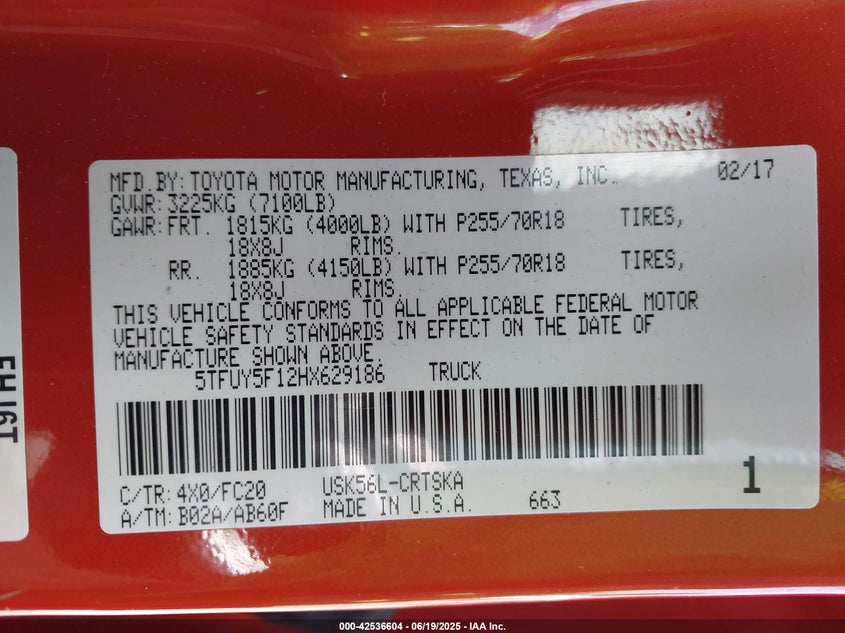 MFD.BY: TOYOTA MOTOR MANUFACTURING, TEXAS, INC. 02/17
GVWR: 3225KG (7100LB)
GAWR: FRT. 1815KG (4000LB) WITH P255/70R18 TIRES,
18X8J RIMS.
RR. 1885KG (4150LB) WITH P255/70R18 TIRES,
18X8J RIMS.
THIS VEHICLE CONFORMS TO ALL APPLICABLE FEDERAL MOTOR
VEHICLE SAFETY STANDARDS IN EFFECT ON THE DATE OF
MANUFACTURE SHOWN ABOVE.
5TFUY5F12HX629186 TRUCK
C/TR: 4X0/FC20 USK56L-CRTSKA 1
A/TM: B02A/AB60F MADE IN U.S.A. 663
000-42536604 | 06/19/2025 - IAA Inc.